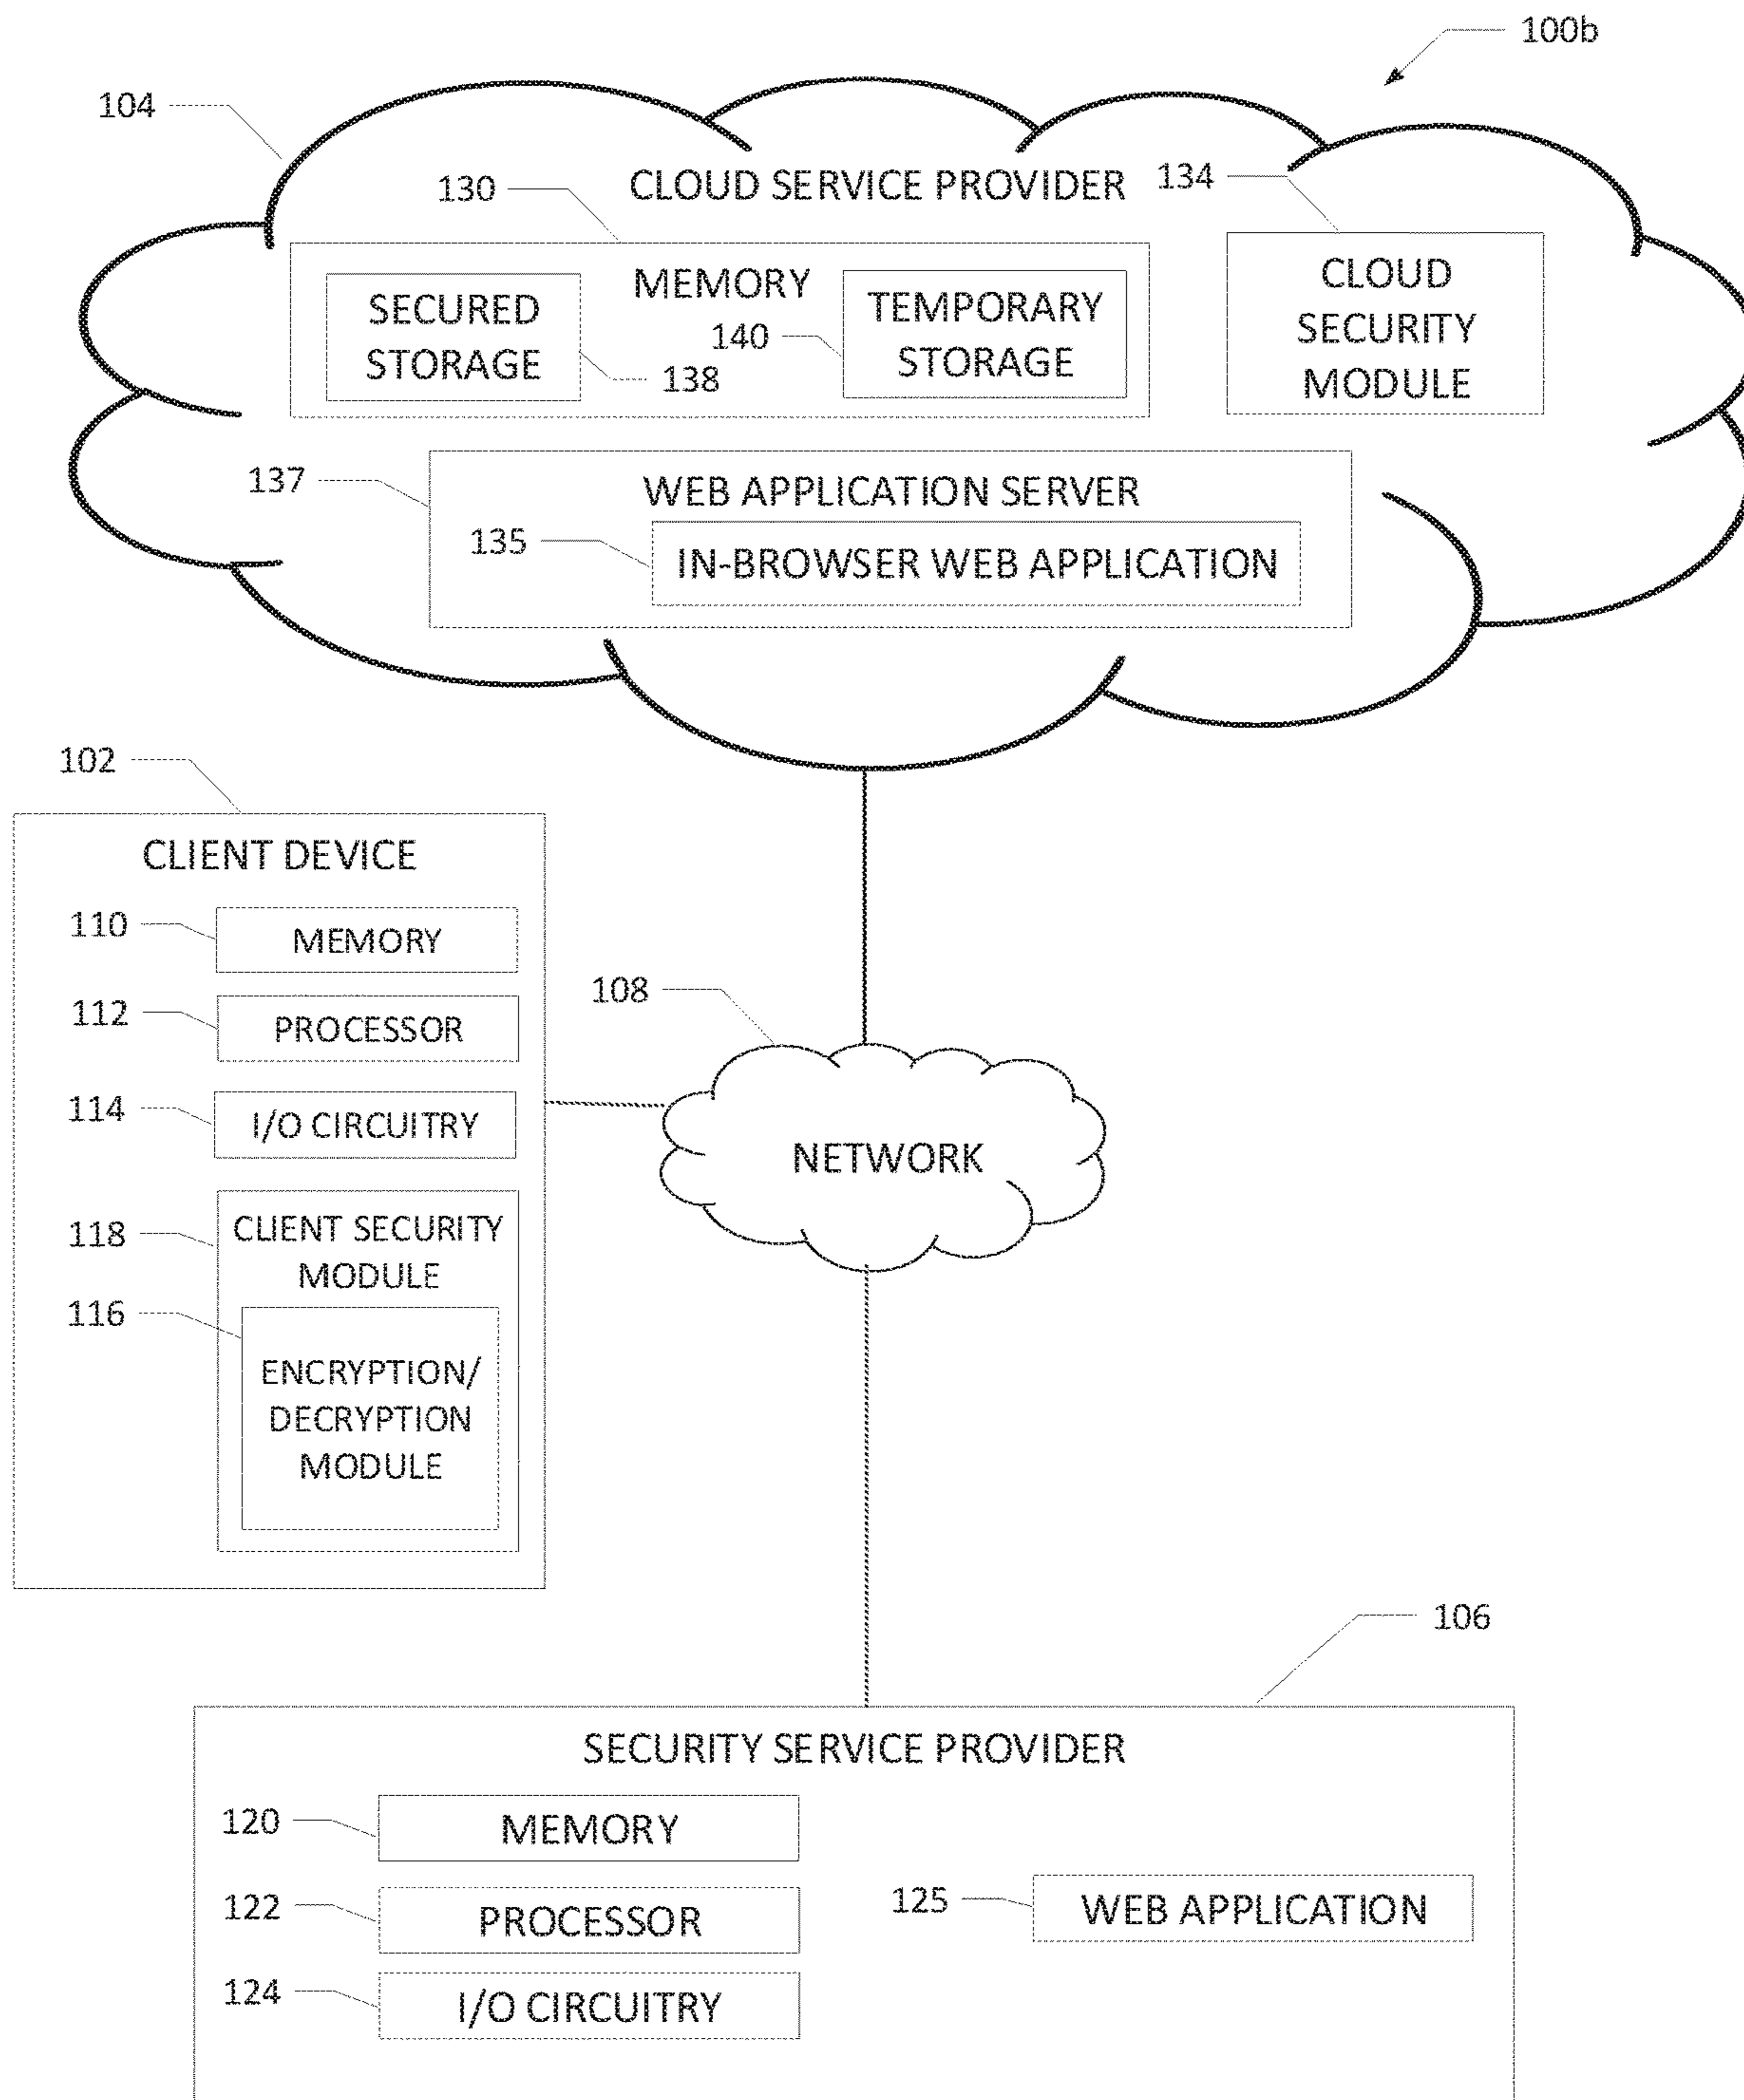 100b
104
CLOUD SERVICE PROVIDER
130
134
MEMORY
SECURED
STORAGE
138
TEMPORARY
STORAGE
140
CLOUD
SECURITY
MODULE
137
WEB APPLICATION SERVER
135
IN-BROWSER WEB APPLICATION
102
CLIENT DEVICE
110
MEMORY
112
PROCESSOR
114
I/O CIRCUITRY
118
CLIENT SECURITY
MODULE
116
ENCRYPTION/
DECRYPTION
MODULE
108
NETWORK
106
SECURITY SERVICE PROVIDER
120
MEMORY
122
PROCESSOR
125
WEB APPLICATION
124
I/O CIRCUITRY